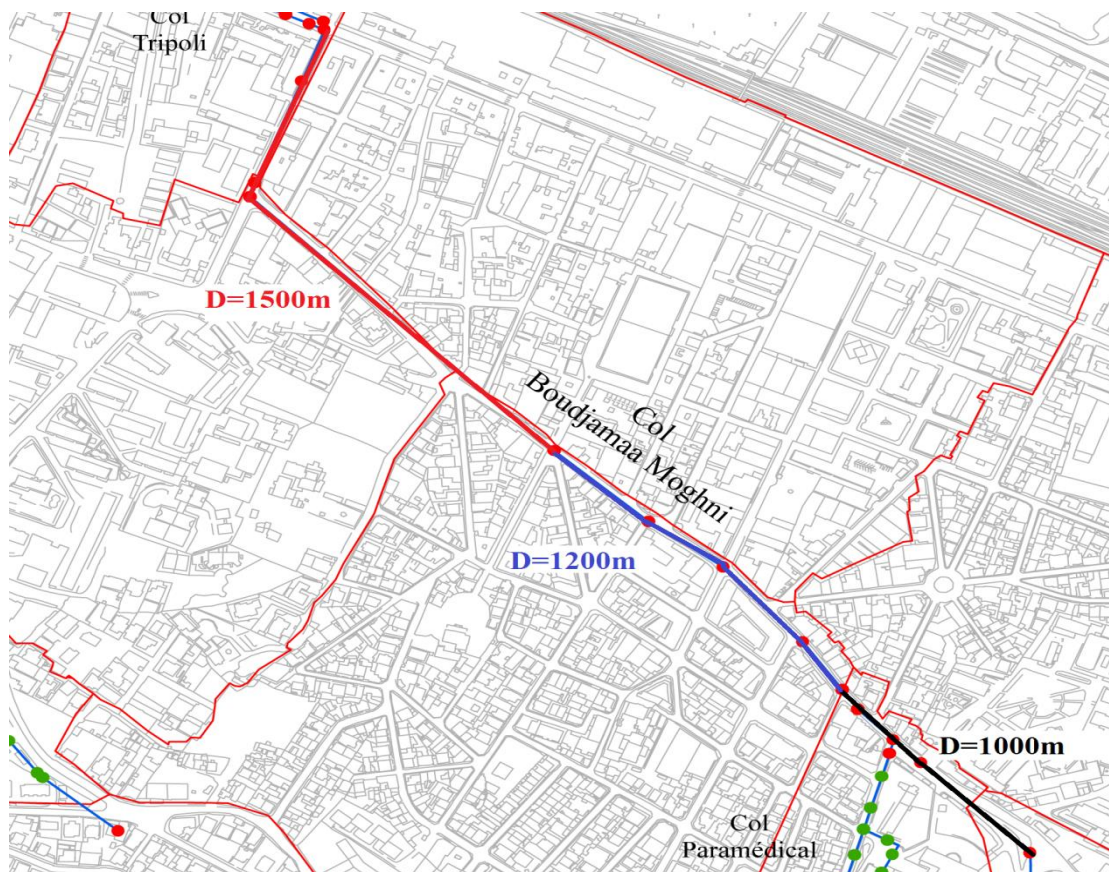 Col
Tripoli
D=1500m
Col
Boudjamaa Moghni
D=1200m
D=1000m
Col
Paramédical